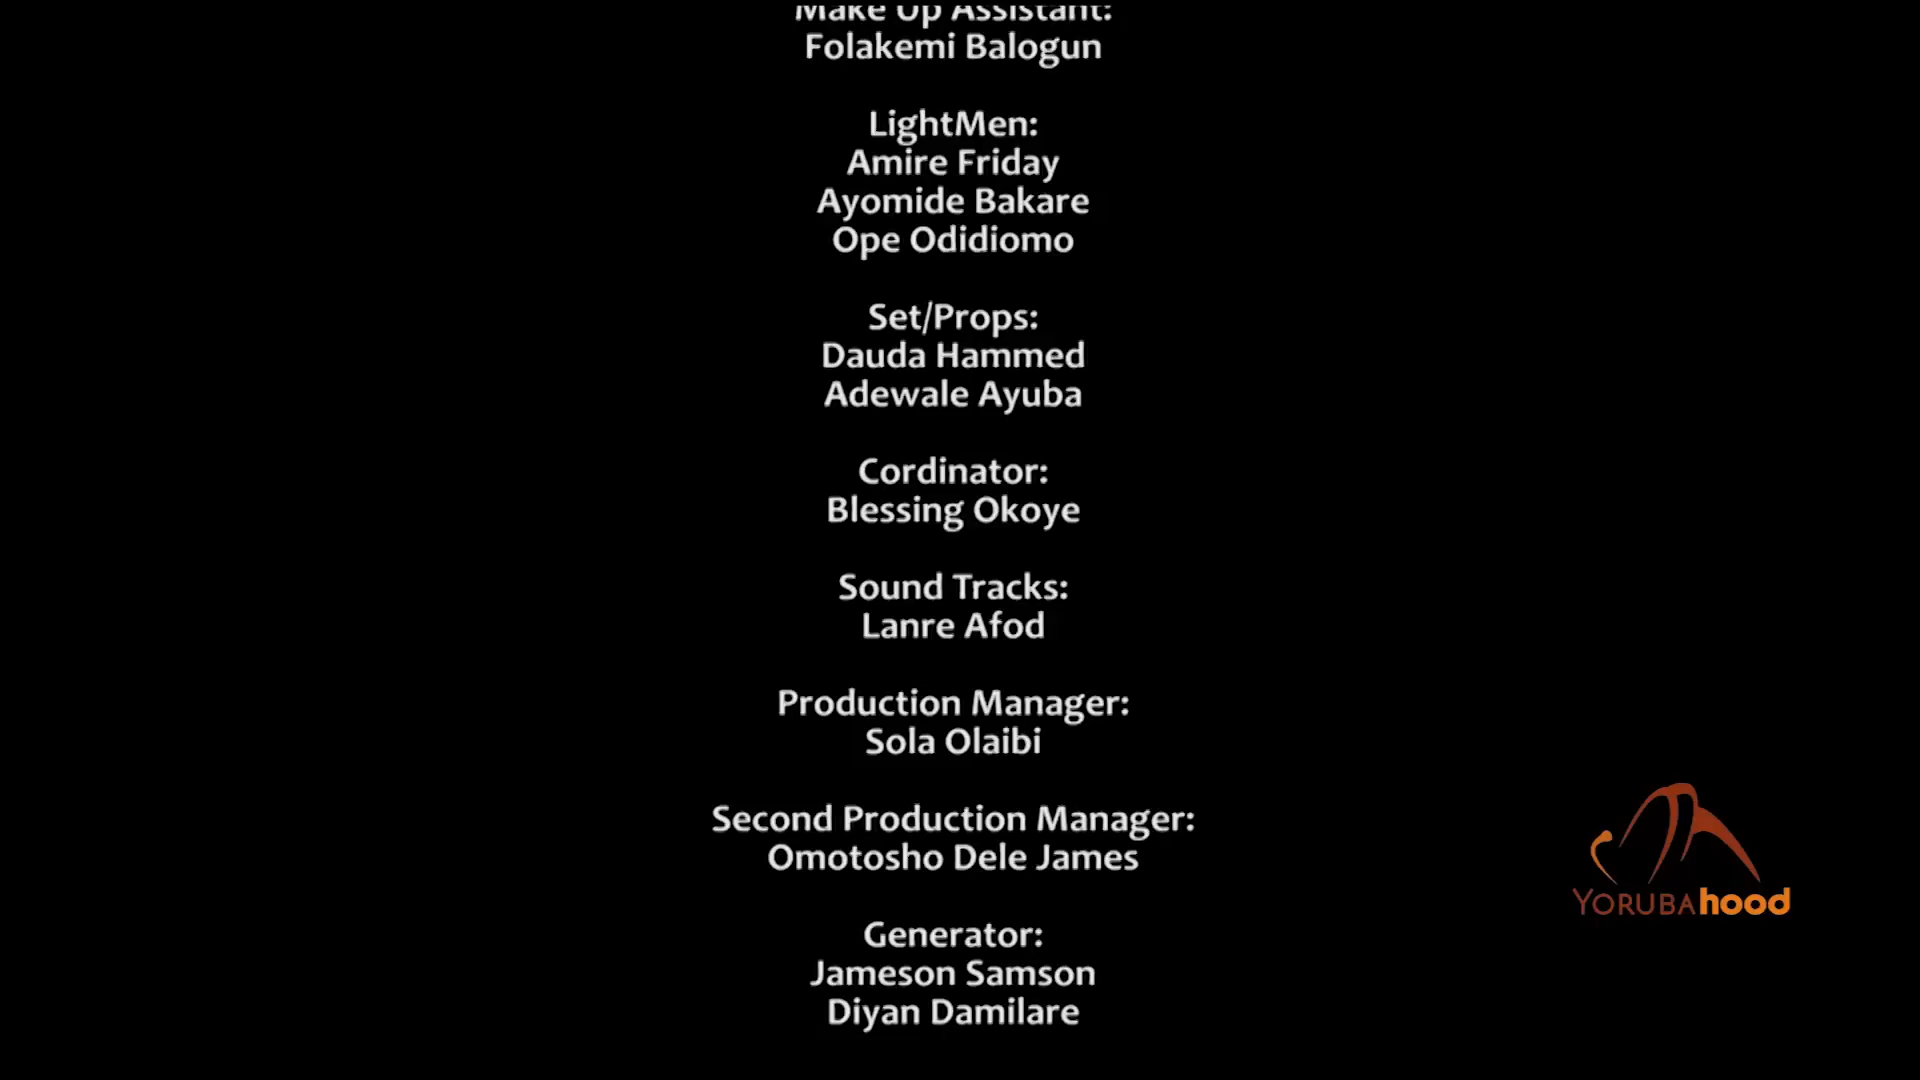 Make Up Assistant:
Folakemi Balogun
LightMen:
Amire Friday
Ayomide Bakare
Ope Odidiomo
Set/Props:
Dauda Hammed
Adewale Ayuba
Cordinator:
Blessing Okoye
Sound Tracks:
Lanre Afod
Production Manager:
Sola Olaibi
Second Production Manager:
Omotosho Dele James
Generator:
Jameson Samson
Diyan Damilare
YORUBAhood